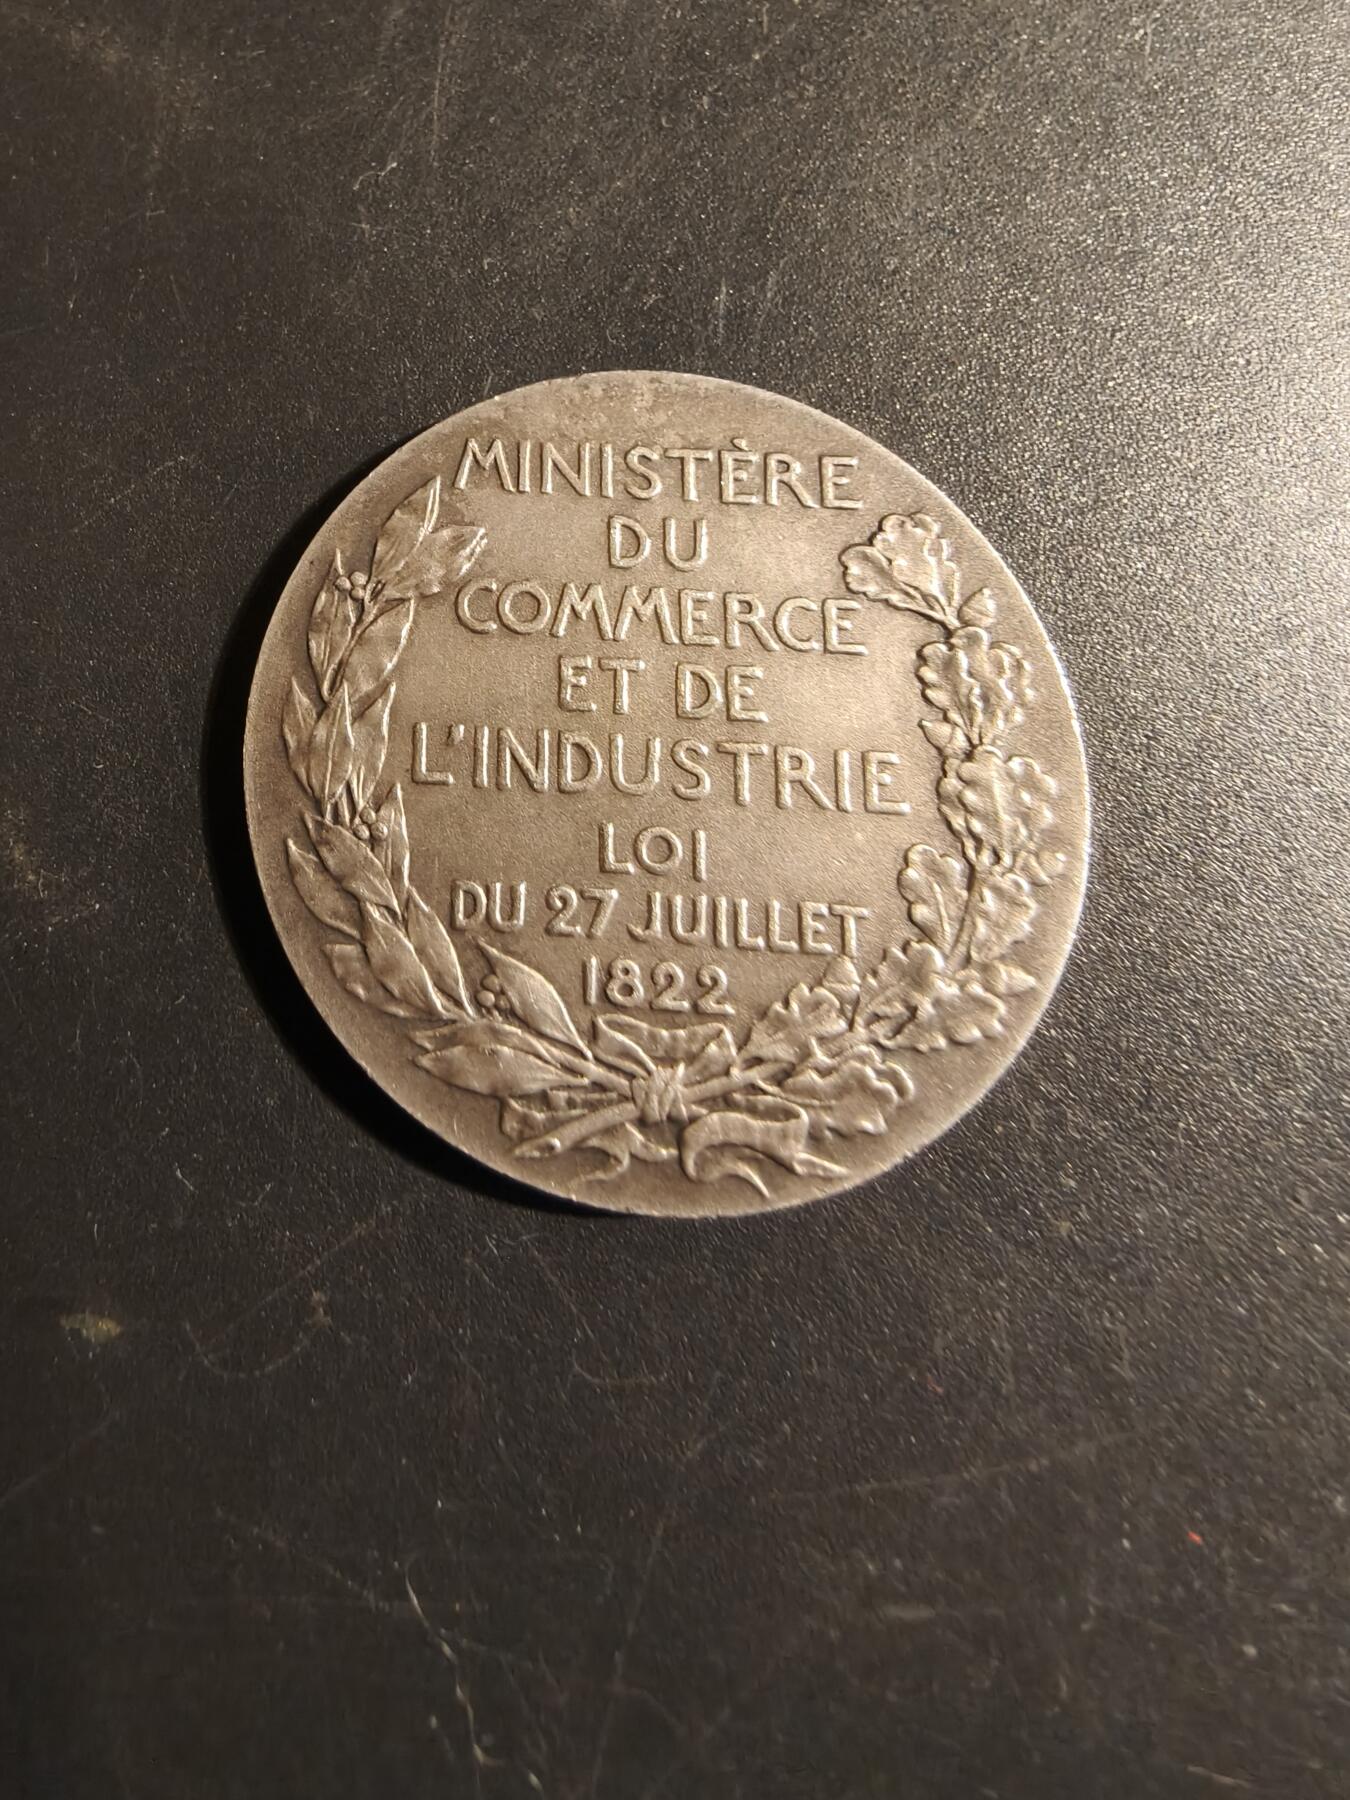 MINISTÈRE
DU
COMMERCE
ET DE
L'INDUSTRIE
LOI
DU 27 JUILLET
1822